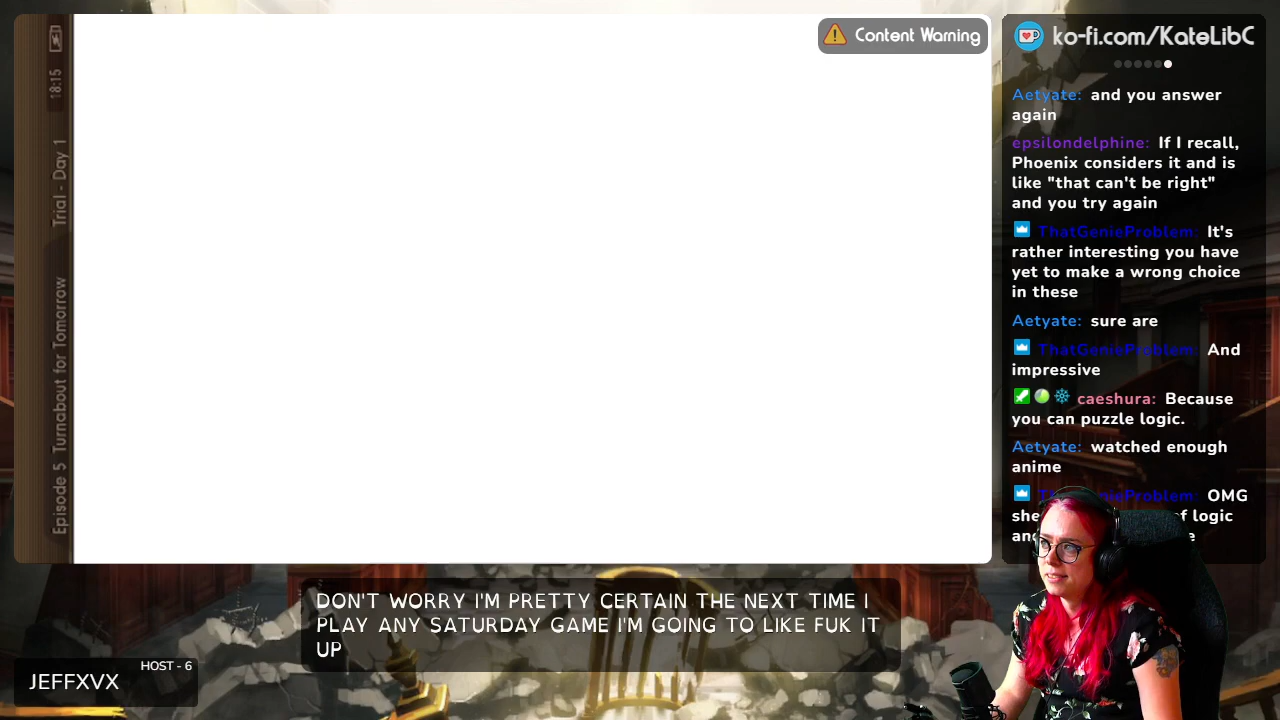 Episode 5 Turnabout for Tomorrow Trial - Day 1 18:15
Content Warning
ko-fi.com/KateLibC
Aetyate: and you answer
again
epsilondelphine: If I recall,
Phoenix considers it and is
like "that can't be right"
and you try again
ThatGenieProblem: It's
rather interesting you have
yet to make a wrong choice
in these
Aetyate: sure are
ThatGenieProblem: And
impressive
caeshura: Because
you can puzzle logic.
Aetyate: watched enough
anime
OMG
logic
DON'T WORRY I'M PRETTY CERTAIN THE NEXT TIME I
PLAY ANY SATURDAY GAME I'M GOING TO LIKE FUK IT
UP
HOST - 6
JEFFXVX